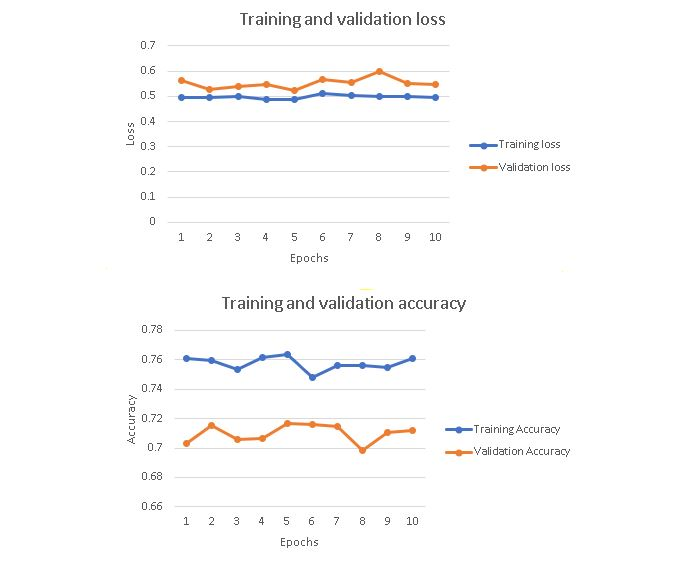 Training and validation loss
0.7
0.6
0.5
0.4
0.3
0.2
0.1
0
Loss
1 2 3 4 5 6 7 8 9 10
Epochs
Training loss
Validation loss
Training and validation accuracy
0.78
0.76
0.74
0.72
0.7
0.68
0.66
Accuracy
1 2 3 4 5 6 7 8 9 10
Epochs
Training Accuracy
Validation Accuracy